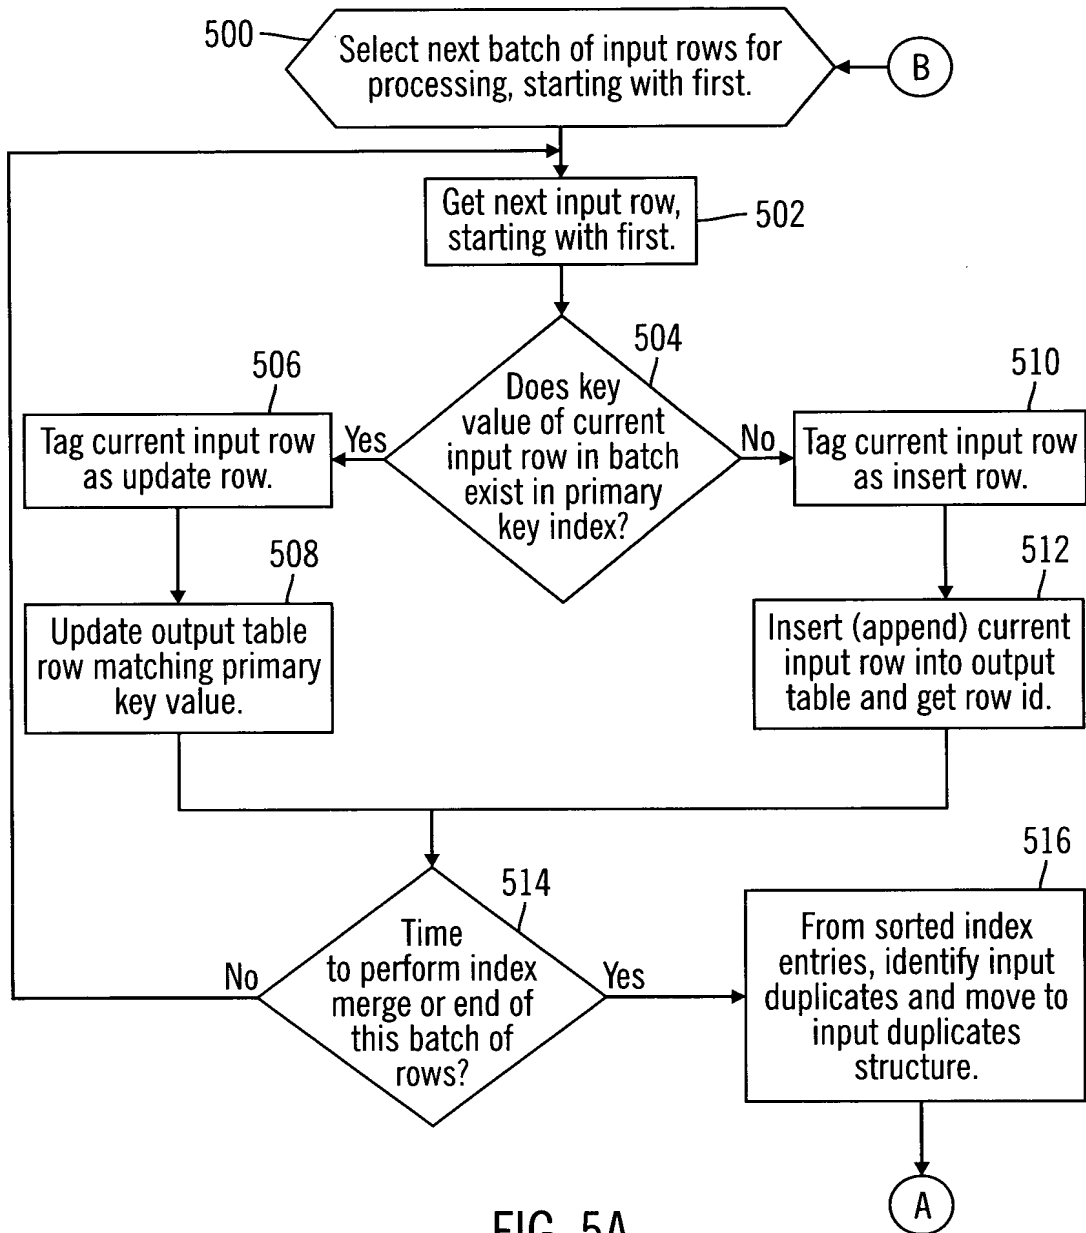 500
Select next batch of input rows for
processing, starting with first.
B
Get next input row,
starting with first.
502
504
Does key
value of current
input row in batch
exist in primary
key index?
Yes
No
506
Tag current input row
as update row.
510
Tag current input row
as insert row.
508
Update output table
row matching primary
key value.
512
Insert (append) current
input row into output
table and get row id.
514
Time
to perform index
merge or end of
this batch of
rows?
No
Yes
516
From sorted index
entries, identify input
duplicates and move to
input duplicates
structure.
A
FIG. 5A